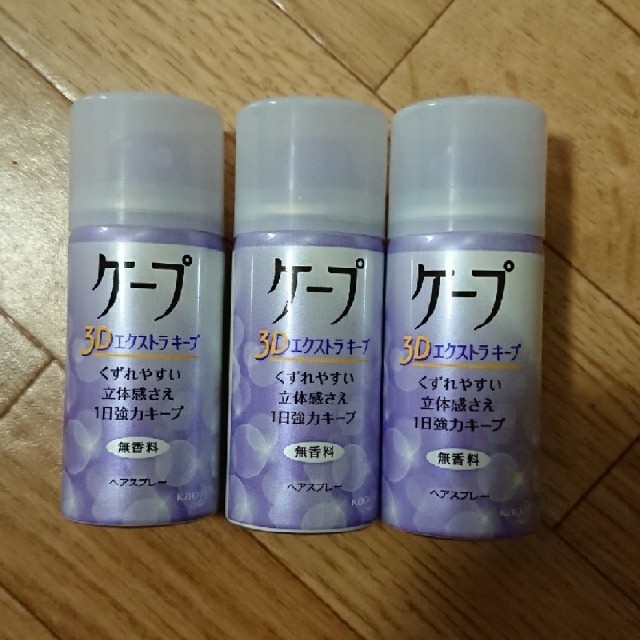 ケープ
3Dエクストラキープ
くずれやすい
立体感さえ
1日強力キープ
無香料
ヘアスプレー
Kao
ケープ
3Dエクストラキープ
くずれやすい
立体感さえ
1日強力キープ
無香料
ヘアスプレー
Kao
ケープ
3Dエクストラキープ
くずれやすい
立体感さえ
1日強力キープ
無香料
ヘアスプレー
Kao